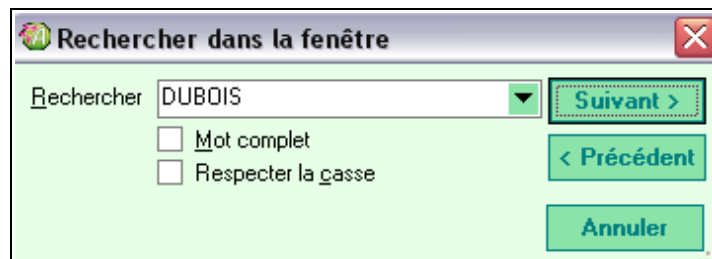 Rechercher dans la fenêtre
Rechercher DUBOIS Suivant >
Mot complet
< Précédent
Respecter la casse
Annuler